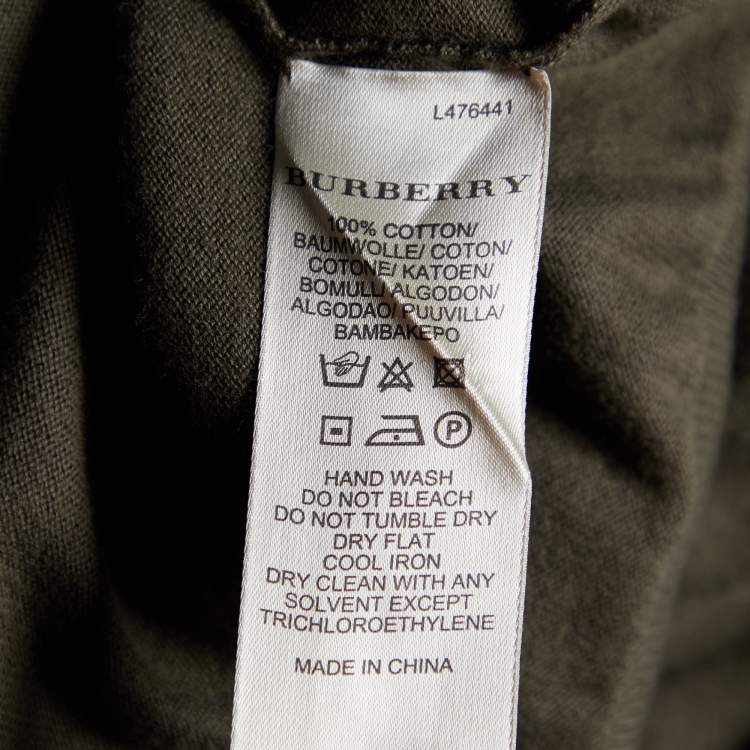 L476441
BURBERRY
100% COTTON/
BAUMWOLLE/ COTON/
COTONE/ KATOEN/
BOMULL/ ALGODON/
ALGODAO/ PUUVILLA/
BAMBAKEPO
P
HAND WASH
DO NOT BLEACH
DO NOT TUMBLE DRY
DRY FLAT
COOL IRON
DRY CLEAN WITH ANY
SOLVENT EXCEPT
TRICHLOROETHYLENE
MADE IN CHINA